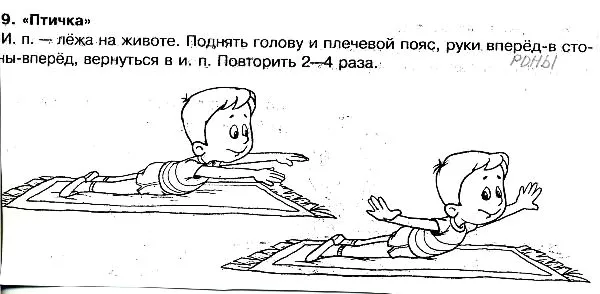 9. «Птичка»
И. п. — лёжа на животе. Поднять голову и плечевой пояс, руки вперёд-в сто-
ны-вперёд, вернуться в и. п. Повторить 2—4 раза.
РОНЫ